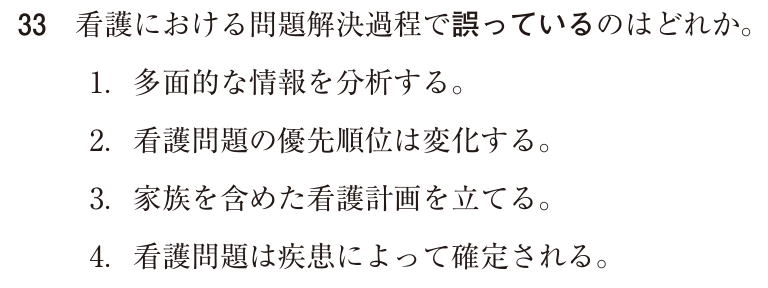 33 看護における問題解決過程で誤っているのはどれか。
1. 多面的な情報を分析する。
2. 看護問題の優先順位は変化する。
3. 家族を含めた看護計画を立てる。
4. 看護問題は疾患によって確定される。